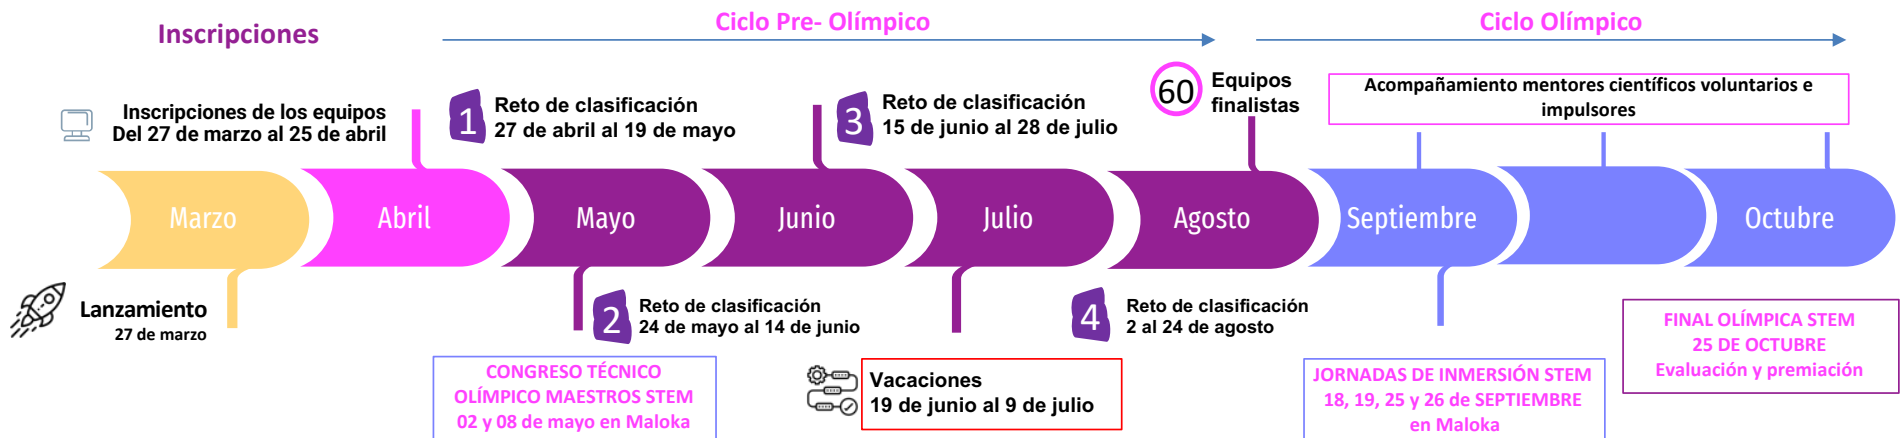 Inscripciones
Ciclo Pre- Olímpico
Ciclo Olímpico
Inscripciones de los equipos
Del 27 de marzo al 25 de abril
1
Reto de clasificación
27 de abril al 19 de mayo
3
Reto de clasificación
15 de junio al 28 de julio
60
Equipos
finalistas
Acompañamiento mentores científicos voluntarios e
impulsores
Marzo
Abril
Mayo
Junio
Julio
Agosto
Septiembre
Octubre
Lanzamiento
27 de marzo
2
Reto de clasificación
24 de mayo al 14 de junio
4
Reto de clasificación
2 al 24 de agosto
CONGRESO TÉCNICO
OLÍMPICO MAESTROS STEM
02 y 08 de mayo en Maloka
Vacaciones
19 de junio al 9 de julio
JORNADAS DE INMERSIÓN STEM
18, 19, 25 y 26 de SEPTIEMBRE
en Maloka
FINAL OLÍMPICA STEM
25 DE OCTUBRE
Evaluación y premiación